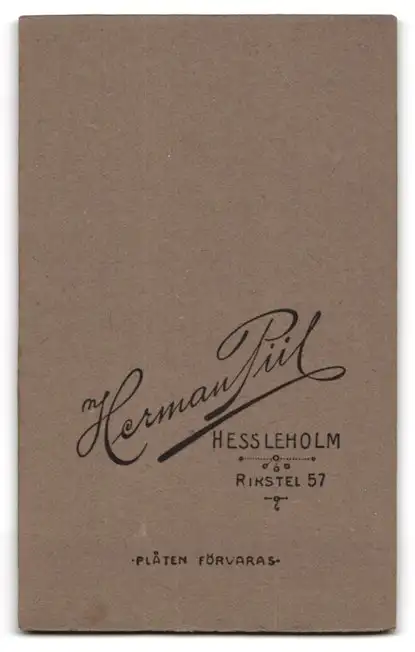 Herman Piil
HESSLEHOLM
RIKSTEL 57
·PLÅTEN FÖRVARAS·